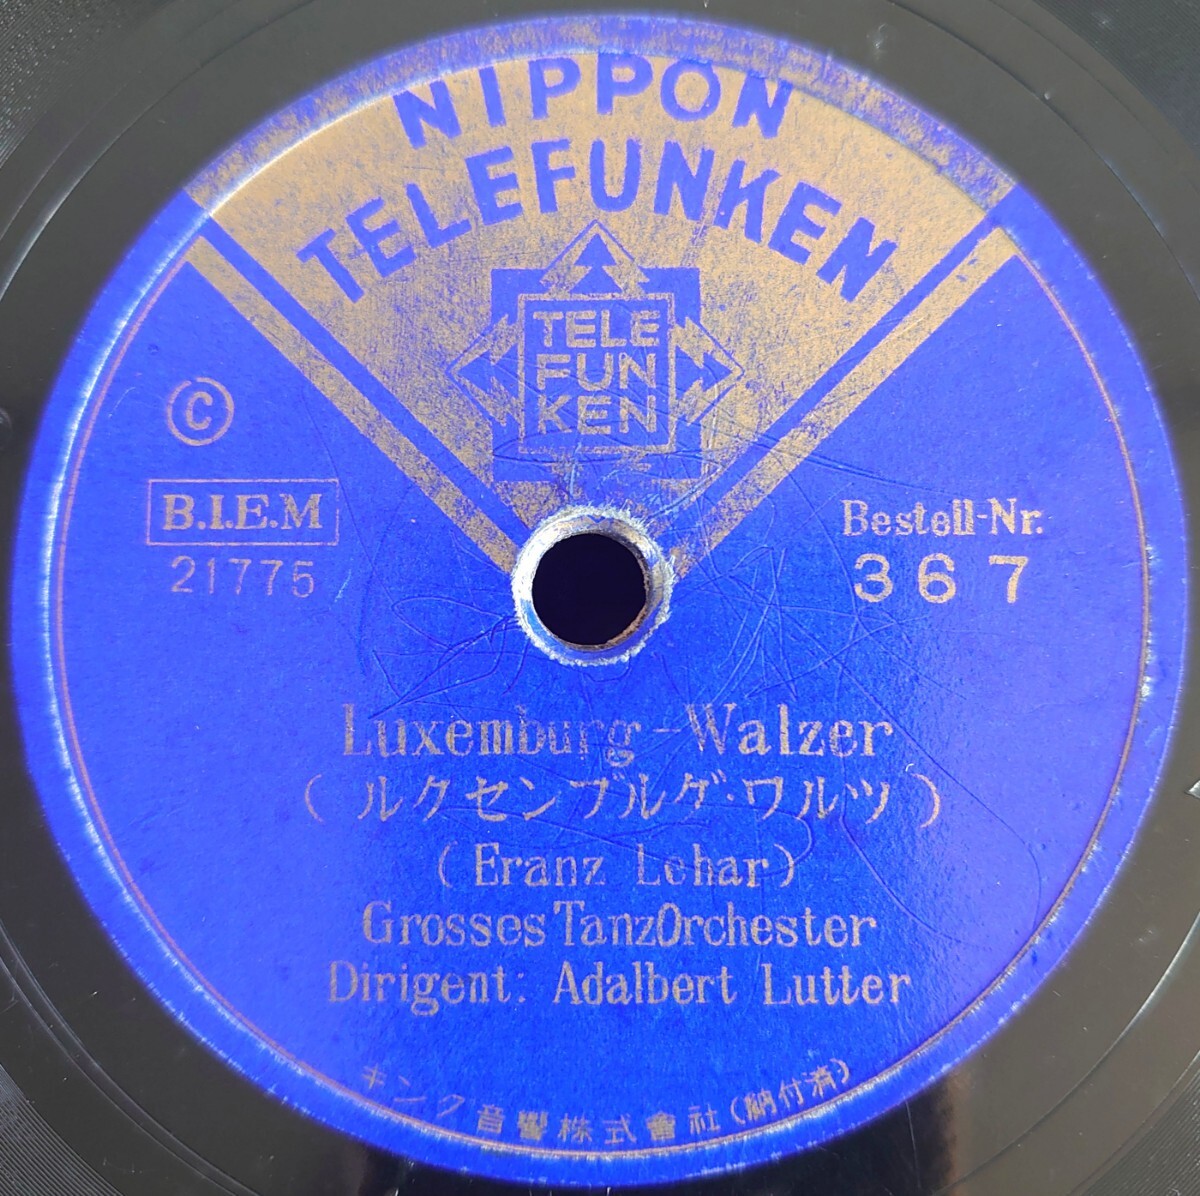 NIPPON
TELEFUNKEN
TELE
FUN
KEN
©
B.I.E.M
21775
Bestell-Nr.
367
Luxemburg-Walzer
(ルクセンブルグ・ワルツ)
(Eranz Lehar)
Grosses TanzOrchester
Dirigent: Adalbert Lutter
キング音響株式會社(納付済)